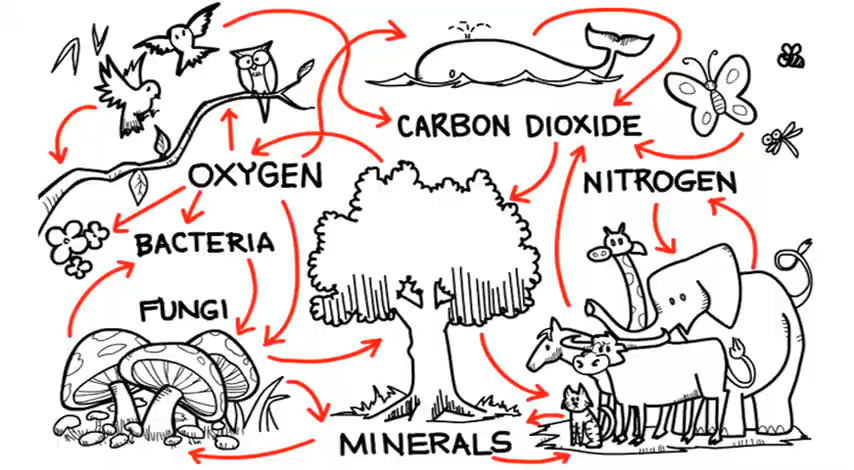 CARBON DIOXIDE
OXYGEN
NITROGEN
BACTERIA
FUNGI
MINERALS